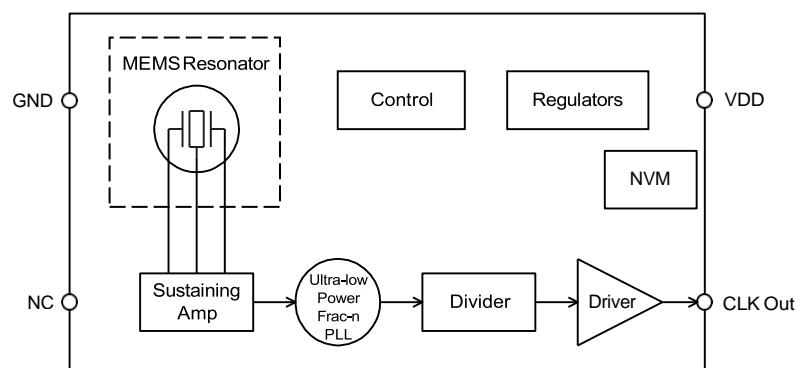 MEMS Resonator
GND
Control
Regulators
VDD
NVM
NC
Sustaining
Amp
Ultra-low
Power
Frac-n
PLL
Divider
Driver
CLK Out